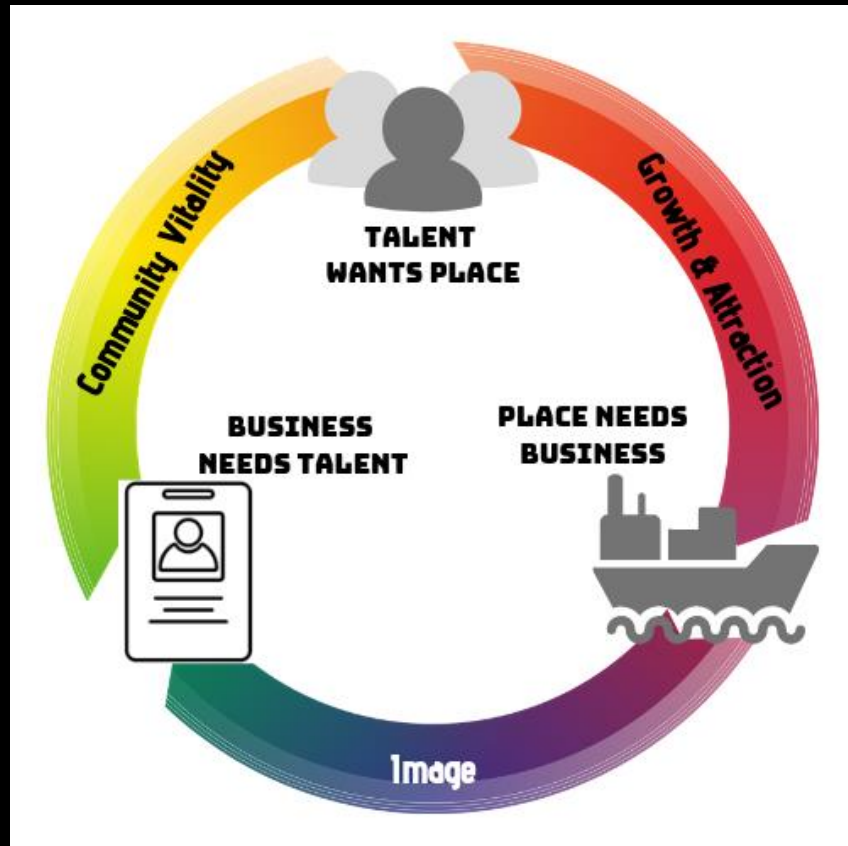 Community Vitality
Growth & Attraction
TALENT
WANTS PLACE
BUSINESS
NEEDS TALENT
PLACE NEEDS
BUSINESS
Image